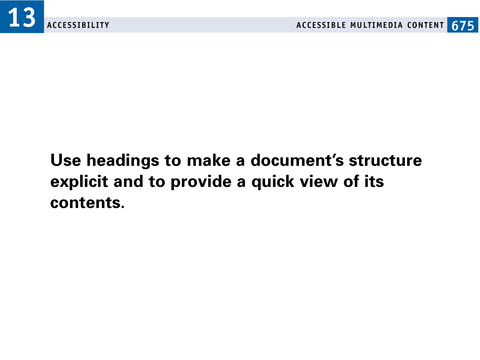 13 ACCESSIBILITY ACCESSIBLE MULTIMEDIA CONTENT 675
Use headings to make a document’s structure
explicit and to provide a quick view of its
contents.